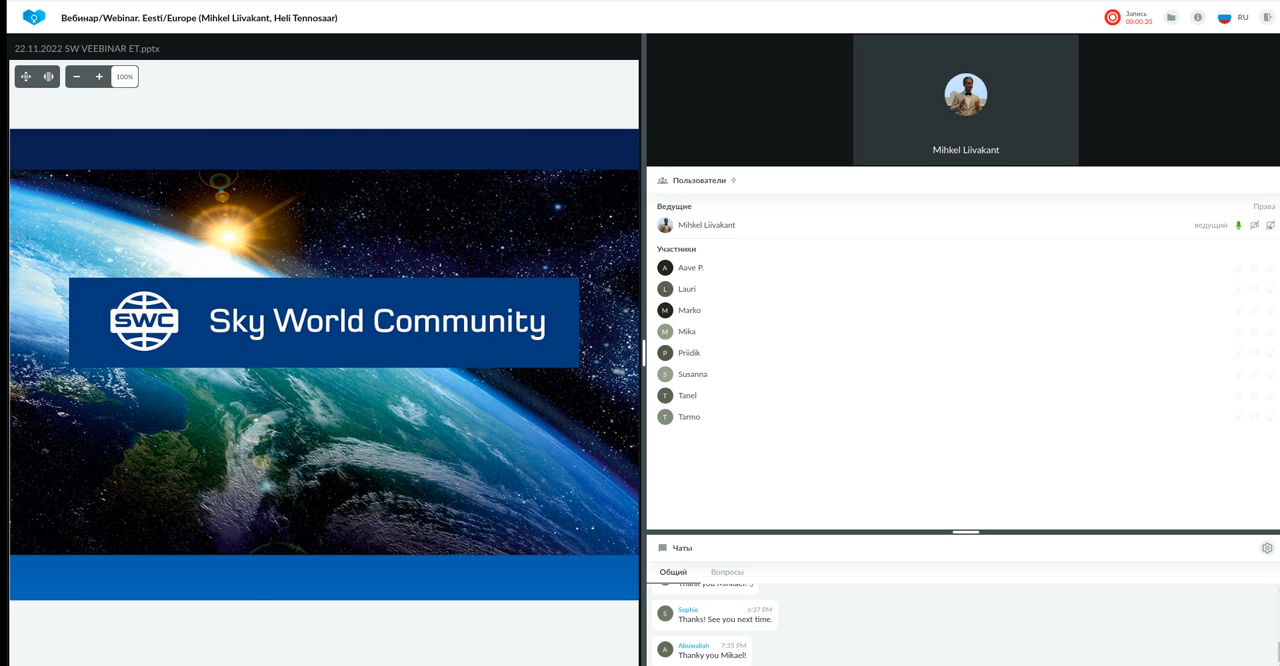 Вебинар/Webinar. Eesti/Europe (Mihkel Liivakant, Heli Tennosaar)
Запись
00:00:20
RU
22.11.2022 SW VEEBINAR ET.pptx
100%
SWC Sky World Community
Mihkel Liivakant
Пользователи 9
Ведущие Права
Mihkel Liivakant ведущий
Участники
A Aave P.
L Lauri
M Marko
M Mika
P Priidik
S Susanna
T Tanel
T Tarmo
Чаты
Общий Вопросы
S Sophie 6:37 PM
Thanks! See you next time.
A Abuwallah 7:35 PM
Thanky you Mikael!